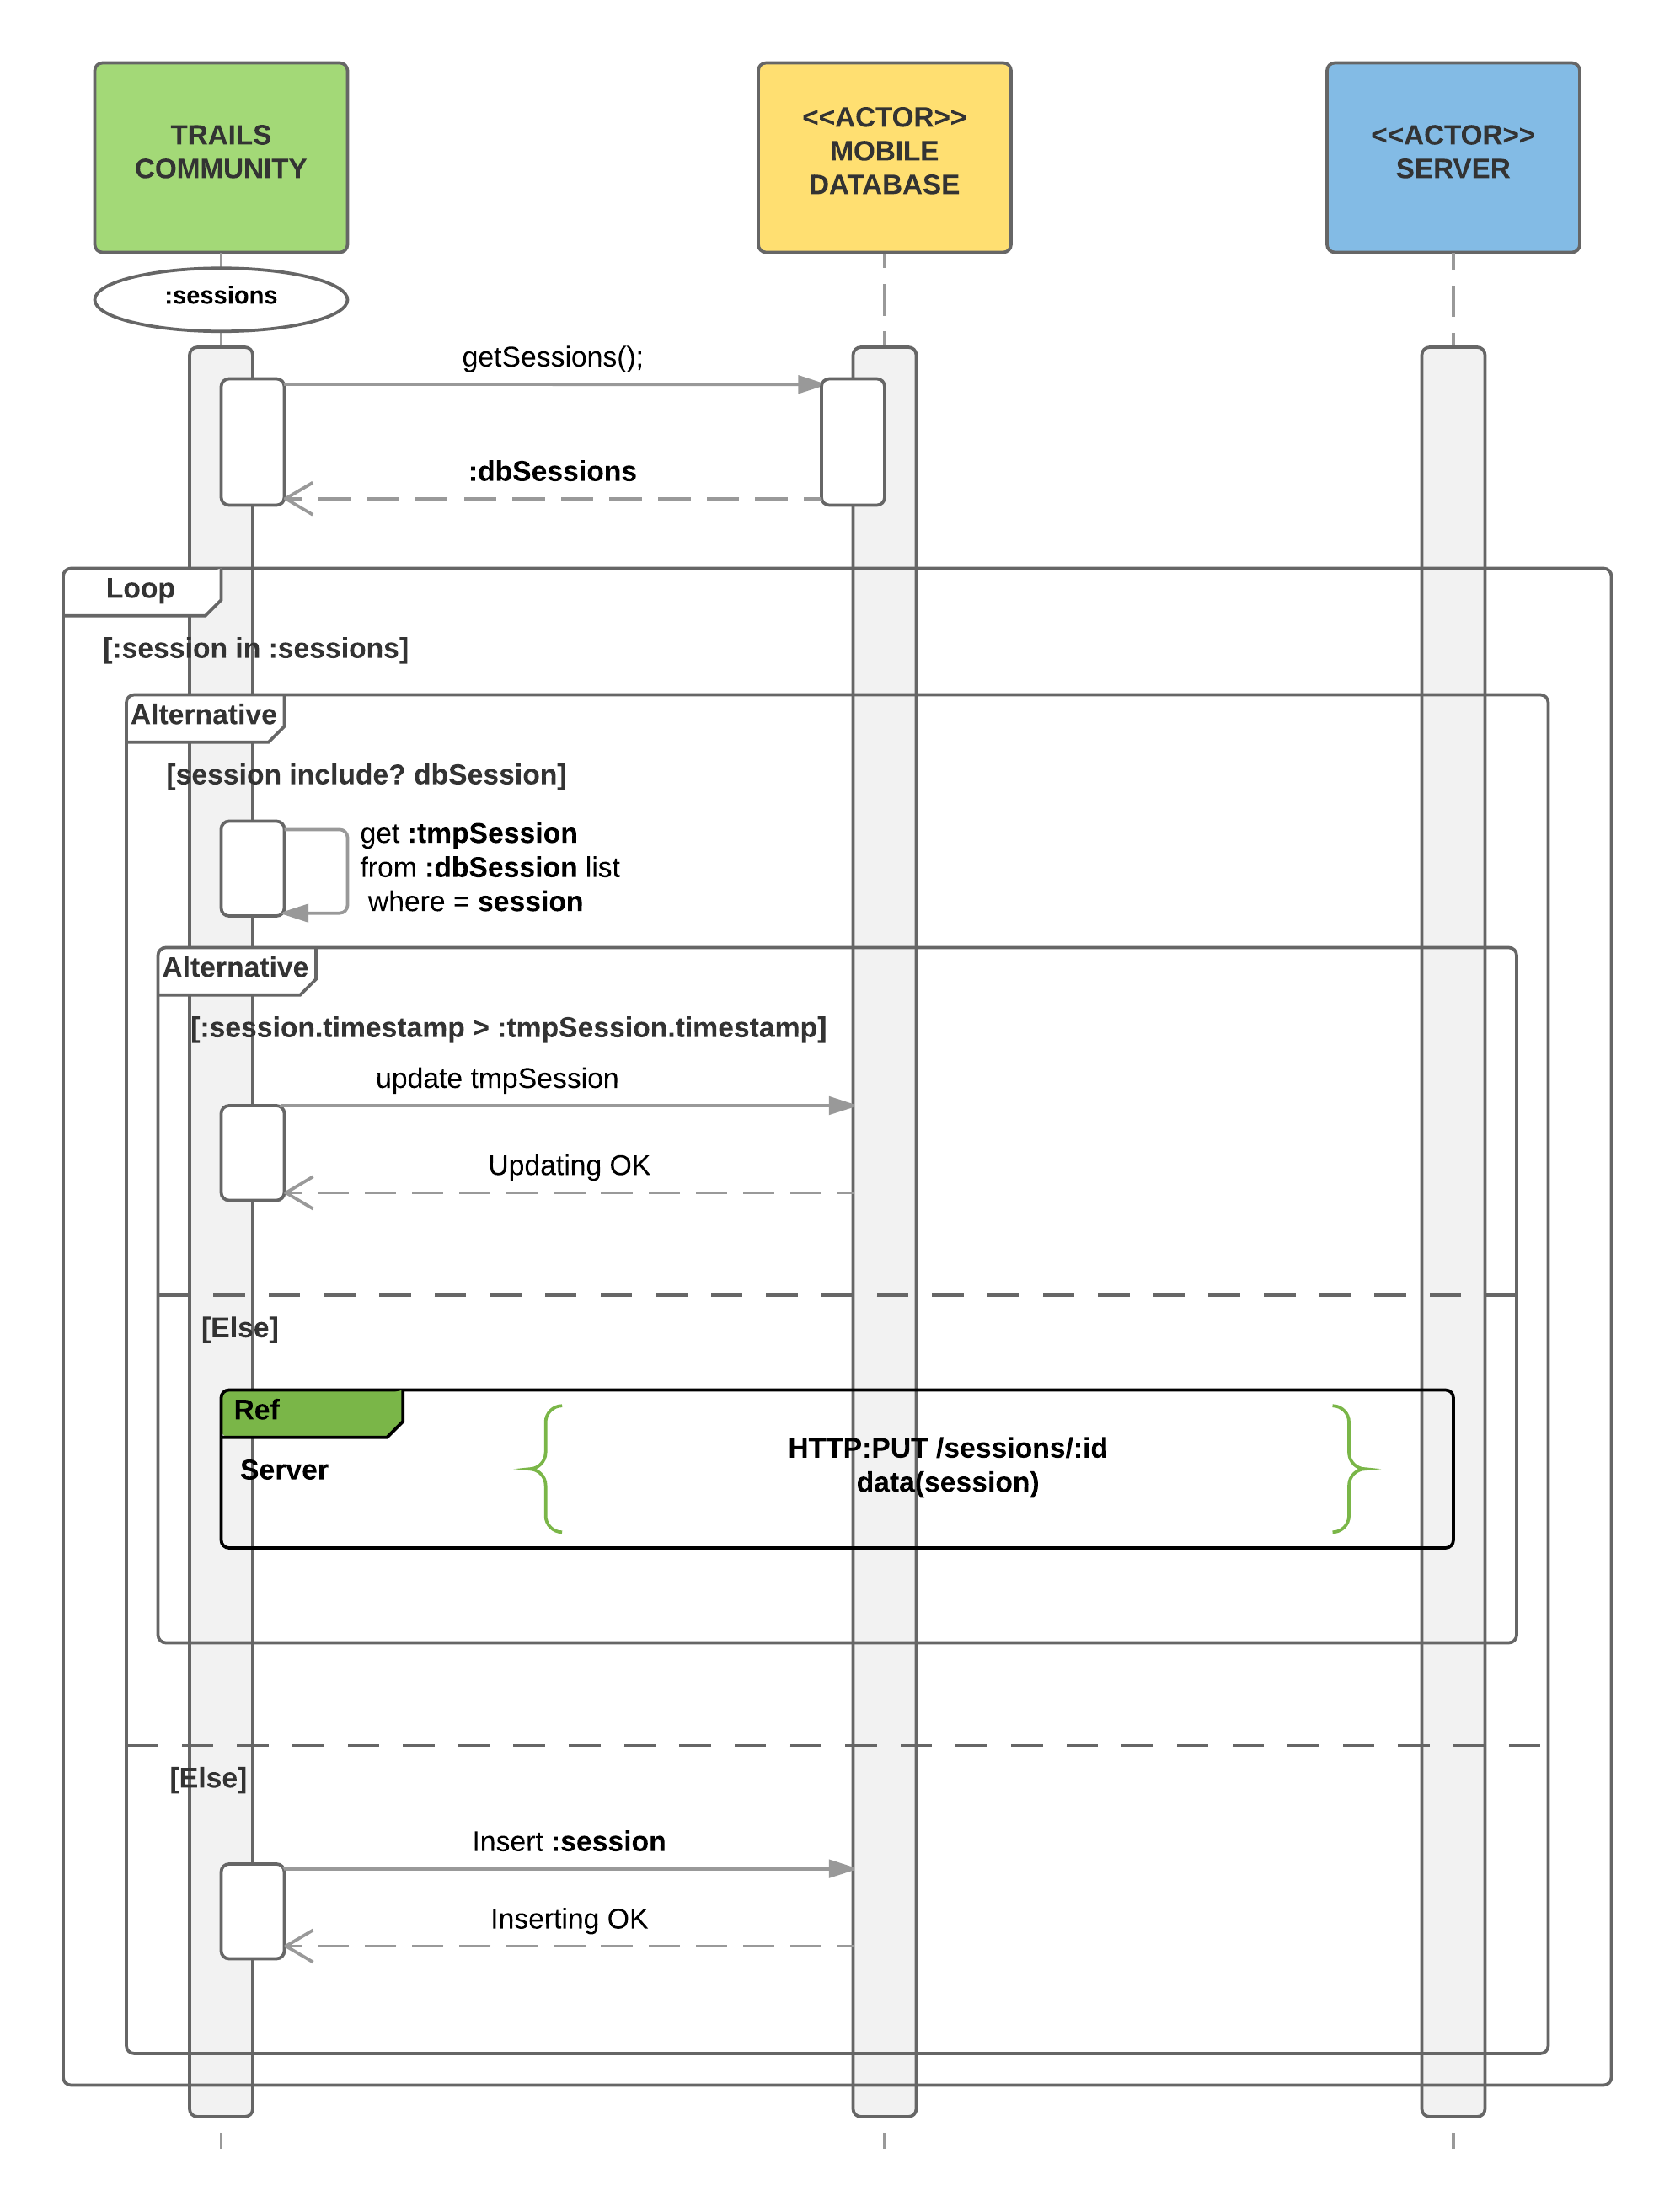 TRAILS
COMMUNITY
<<ACTOR>>
MOBILE
DATABASE
<<ACTOR>>
SERVER
:sessions
getSessions();
:dbSessions
Loop
[:session in :sessions]
Alternative
[session include? dbSession]
get :tmpSession
from :dbSession list
where = session
Alternative
[:session.timestamp > :tmpSession.timestamp]
update tmpSession
Updating OK
[Else]
Ref
Server
HTTP:PUT /sessions/:id
data(session)
[Else]
Insert :session
Inserting OK